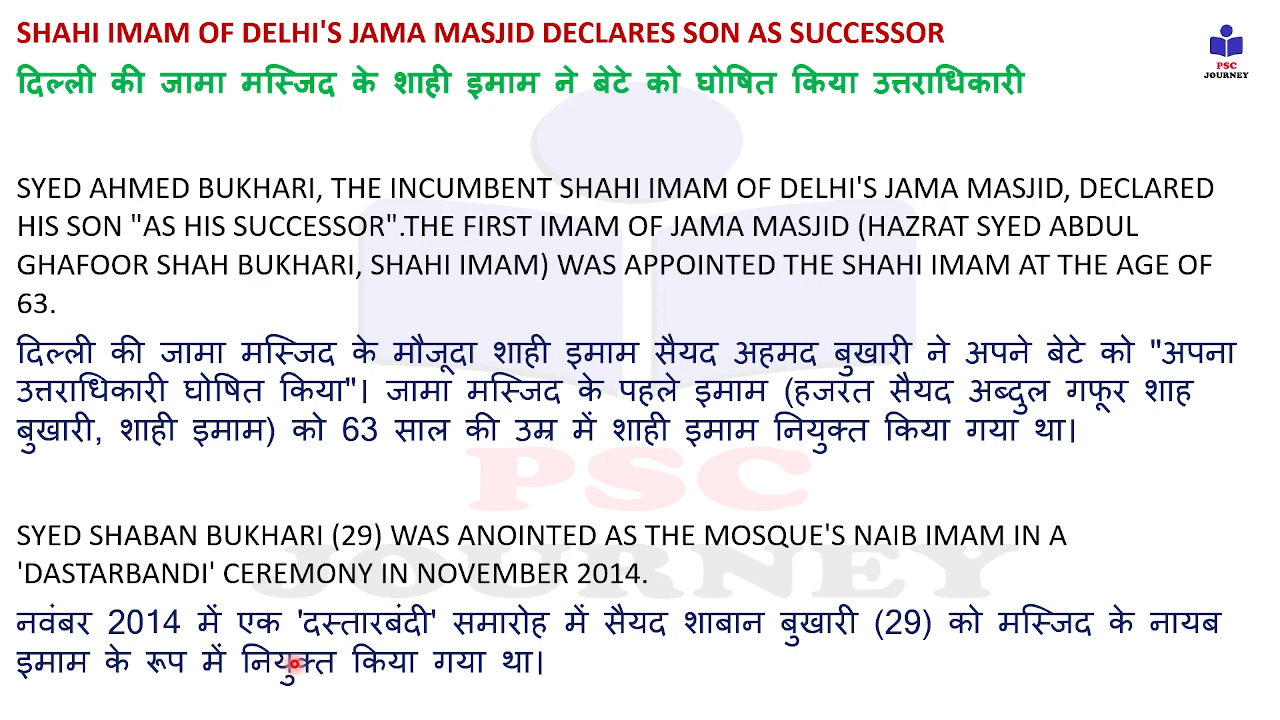 SHAHI IMAM OF DELHI'S JAMA MASJID DECLARES SON AS SUCCESSOR
PSC
JOURNEY
दिल्ली की जामा मस्जिद के शाही इमाम ने बेटे को घोषित किया उत्तराधिकारी
SYED AHMED BUKHARI, THE INCUMBENT SHAHI IMAM OF DELHI'S JAMA MASJID, DECLARED
HIS SON "AS HIS SUCCESSOR".THE FIRST IMAM OF JAMA MASJID (HAZRAT SYED ABDUL
GHAFOOR SHAH BUKHARI, SHAHI IMAM) WAS APPOINTED THE SHAHI IMAM AT THE AGE OF
63.
दिल्ली की जामा मस्जिद के मौजूदा शाही इमाम सैयद अहमद बुखारी ने अपने बेटे को "अपना
उत्तराधिकारी घोषित किया"। जामा मस्जिद के पहले इमाम (हजरत सैयद अब्दुल गफूर शाह
बुखारी, शाही इमाम) को 63 साल की उम्र में शाही इमाम नियुक्त किया गया था।
PSC
SYED SHABAN BUKHARI (29) WAS ANOINTED AS THE MOSQUE'S NAIB IMAM IN A
JOURNEY
'DASTARBANDI' CEREMONY IN NOVEMBER 2014.
नवंबर 2014 में एक 'दस्तारबंदी' समारोह में सैयद शाबान बुखारी (29) को मस्जिद के नायब
इमाम के रूप में नियुक्त किया गया था।